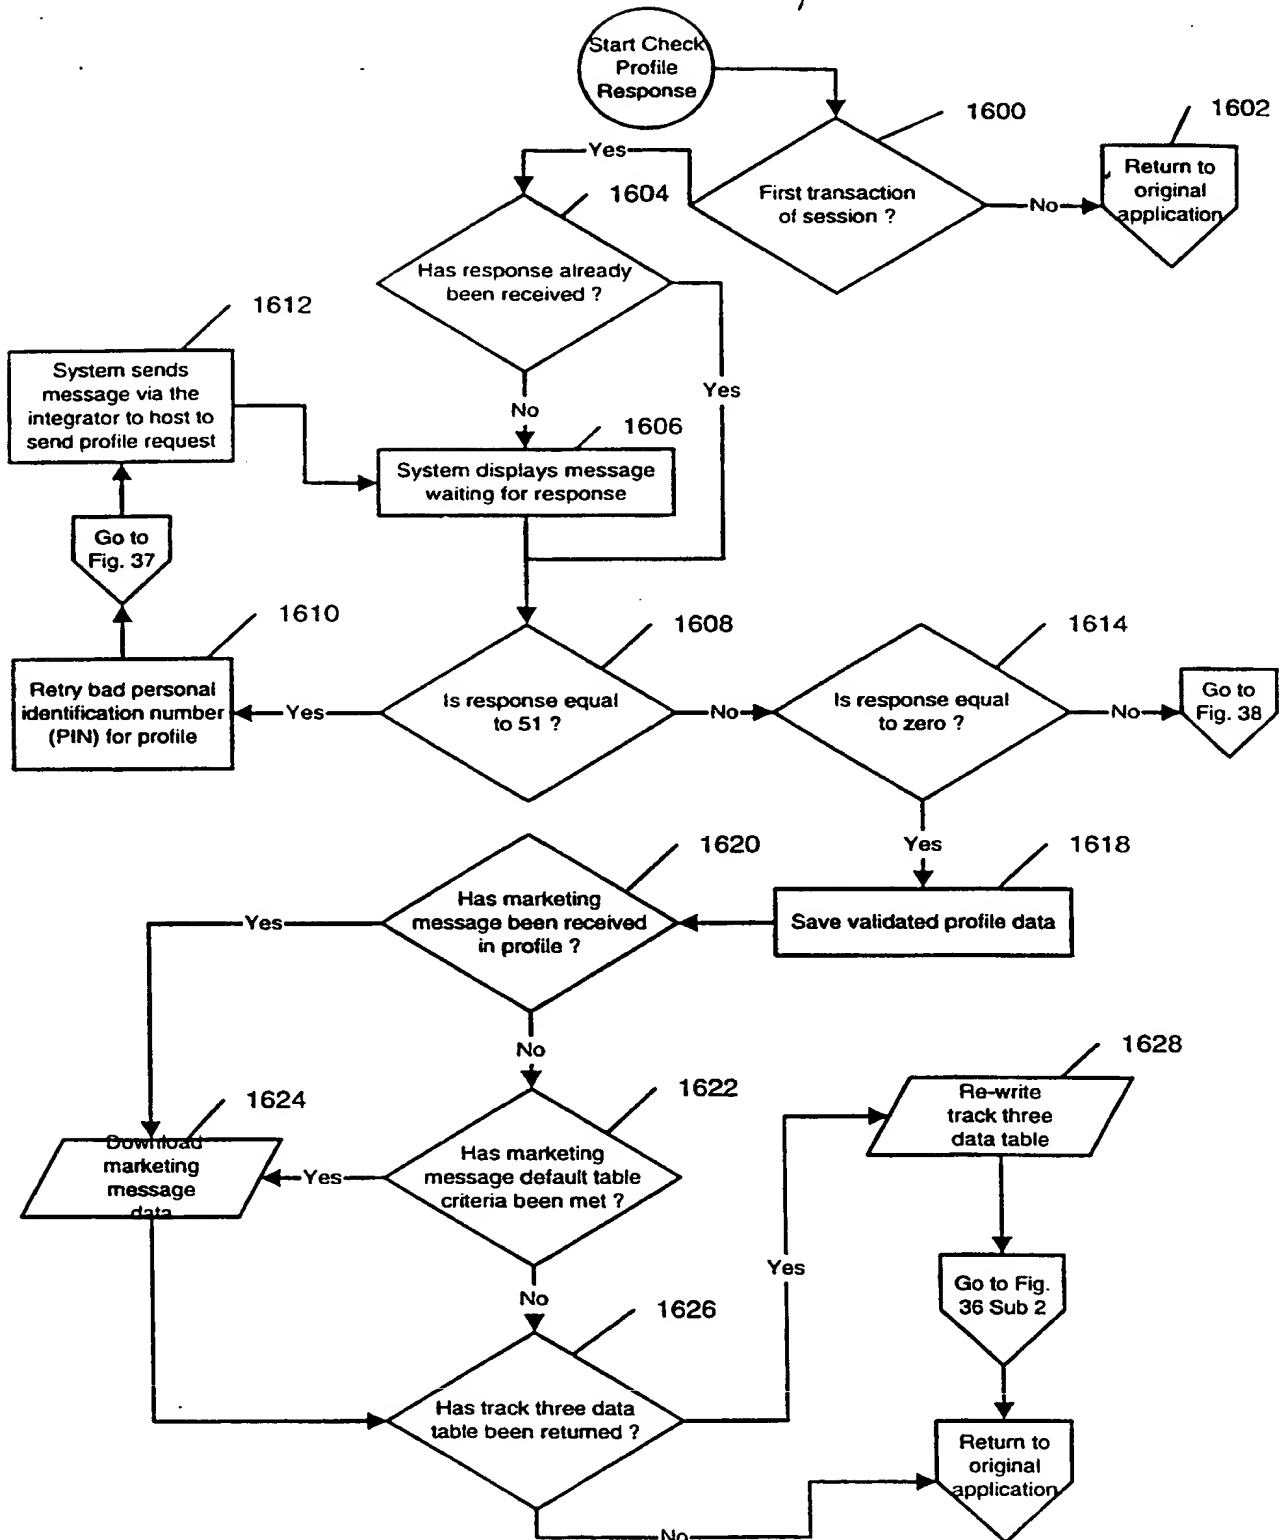 Start Check
Profile
Response
1600
1602
First transaction
of session ?
No
Return to
original
application
Yes
1604
Has response already
been received ?
Yes
No
1612
System sends
message via the
integrator to host to
send profile request
1606
System displays message
waiting for response
Go to
Fig. 37
1610
Retry bad personal
identification number
(PIN) for profile
Yes
1608
Is response equal
to 51 ?
No
1614
Is response equal
to zero ?
No
Go to
Fig. 38
Yes
1618
Save validated profile data
1620
Has marketing
message been received
in profile ?
Yes
No
1622
Has marketing
message default table
criteria been met ?
Yes
1624
Download
marketing
message
data
No
1626
Has track three data
table been returned ?
Yes
1628
Re-write
track three
data table
Go to Fig.
36 Sub 2
Return to
original
application
No